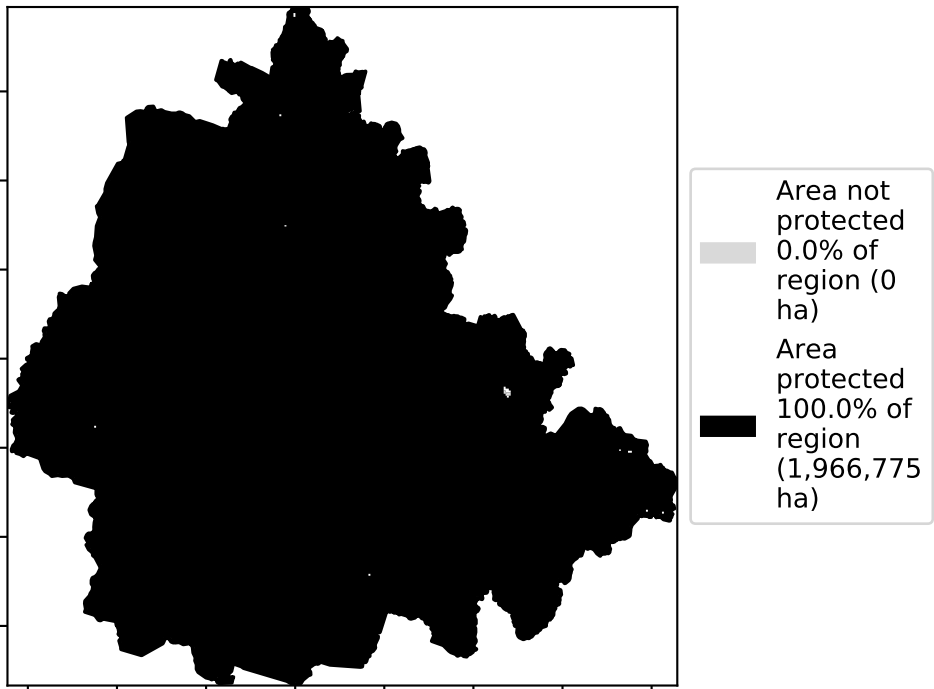 Area not
protected
0.0% of
region (0
ha)
Area
protected
100.0% of
region
(1,966,775
ha)